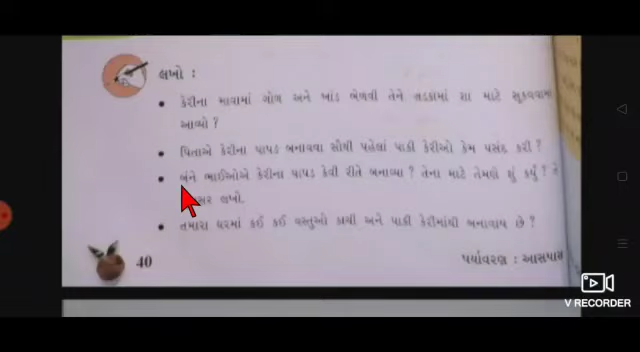 લખો :
• કેરીના માવામાં ગોળ અને ખાંડ ભેળવી તેને તડકામાં શા માટે સૂકવવામાં
આવ્યો ?
• પિતાએ કેરીના પાપડ બનાવવા સૌથી પહેલાં પાકી કેરીઓ કેમ પસંદ કરી ?
• બંને ભાઈઓએ કેરીના પાપડ કેવી રીતે બનાવ્યા ? તેના માટે તેમણે શું કર્યું ? તે
સર લખો.
• તમારા ઘરમાં કઈ કઈ વસ્તુઓ કાચી અને પાકી કેરીમાંથી બનાવાય છે ?
40
પર્યાવરણ : આસપાસ
V RECORDER